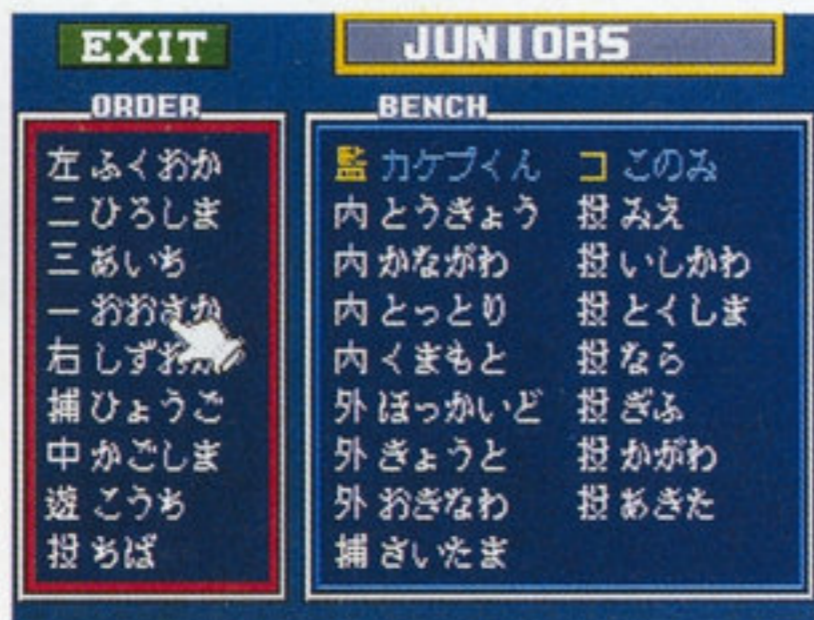 EXIT
JUNIORS
ORDER
左 ふくおか
二 ひろしま
三 あいち
一 おおさか
右 しずおか
捕 ひょうご
中 かごしま
遊 こうち
投 ちば
BENCH
監 カケブくん コ このみ
内 とうきょう 投 みえ
内 かながわ 投 いしかわ
内 とっとり 投 とくしま
内 くまもと 投 なら
外 ほっかいど 投 ぎふ
外 きょうと 投 かがわ
外 おきなわ 投 あきた
捕 さいたま